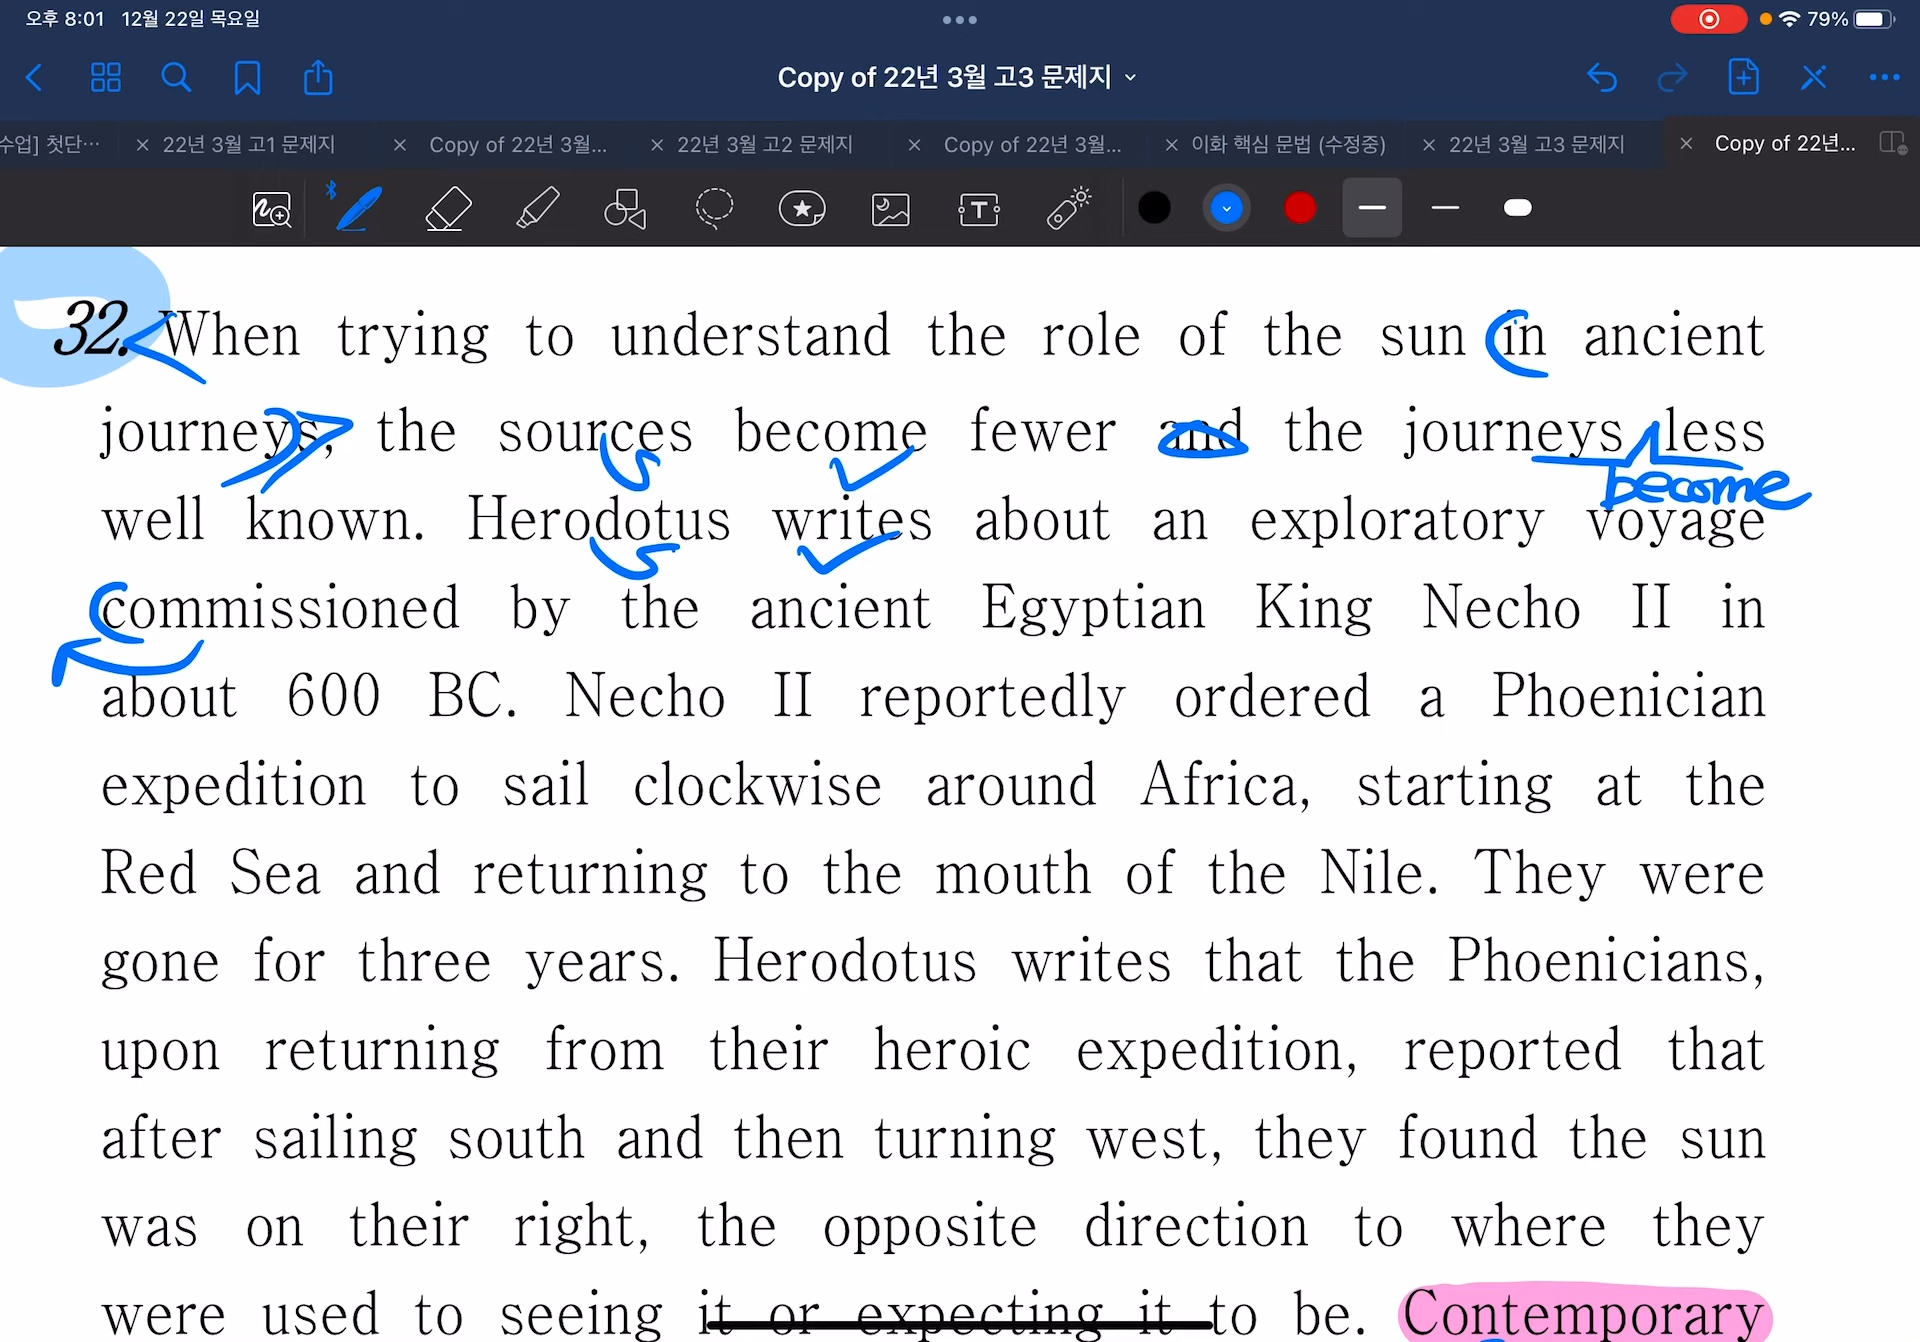 오후 8:01 12월 22일 목요일
79%
Copy of 22년 3월 고3 문제지
수업] 첫단…
22년 3월 고1 문제지
Copy of 22년 3월...
22년 3월 고2 문제지
Copy of 22년 3월...
이화 핵심 문법 (수정중)
22년 3월 고3 문제지
Copy of 22년...
32. When trying to understand the role of the sun in ancient
journeys, the sources become fewer and the journeys less
become
well known. Herodotus writes about an exploratory voyage
commissioned by the ancient Egyptian King Necho II in
about 600 BC. Necho II reportedly ordered a Phoenician
expedition to sail clockwise around Africa, starting at the
Red Sea and returning to the mouth of the Nile. They were
gone for three years. Herodotus writes that the Phoenicians,
upon returning from their heroic expedition, reported that
after sailing south and then turning west, they found the sun
was on their right, the opposite direction to where they
were used to seeing it or expecting it to be. Contemporary